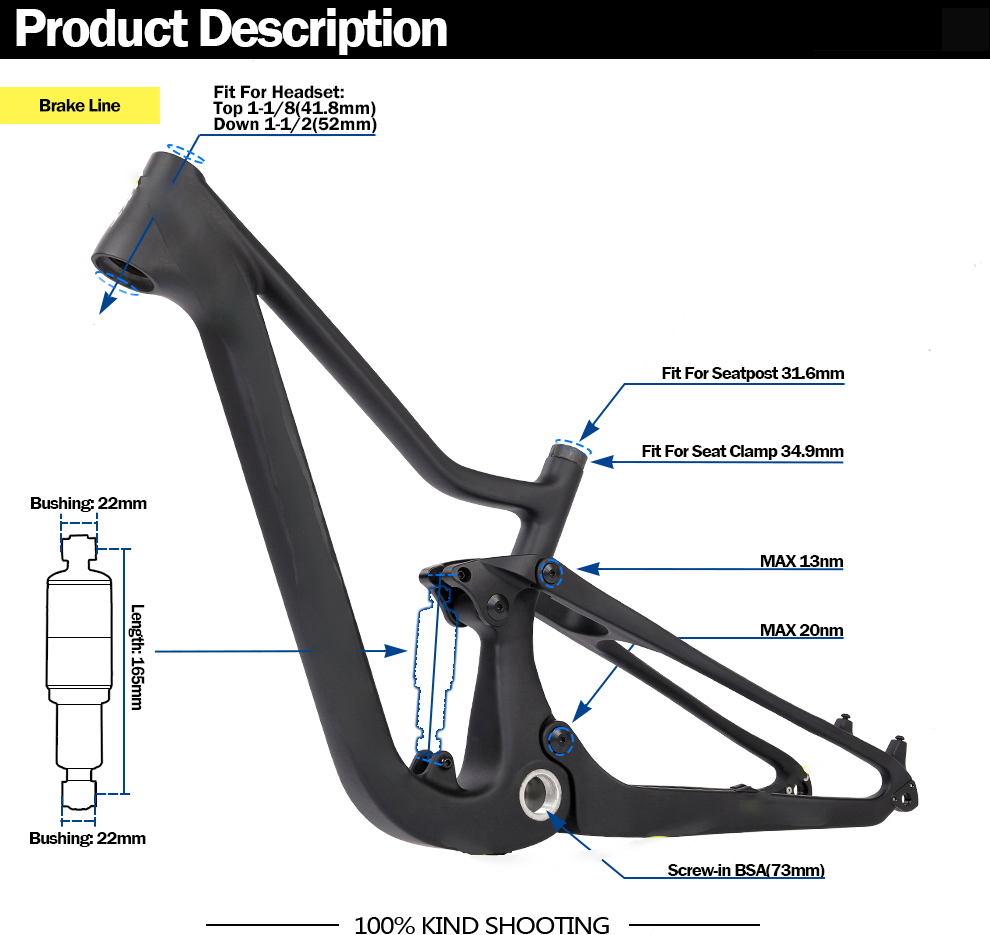 Product Description
Brake Line
Fit For Headset:
Top 1-1/8(41.8mm)
Down 1-1/2(52mm)
Fit For Seatpost 31.6mm
Fit For Seat Clamp 34.9mm
Bushing: 22mm
MAX 13nm
Length: 165mm
MAX 20nm
Bushing: 22mm
Screw-in BSA(73mm)
100% KIND SHOOTING